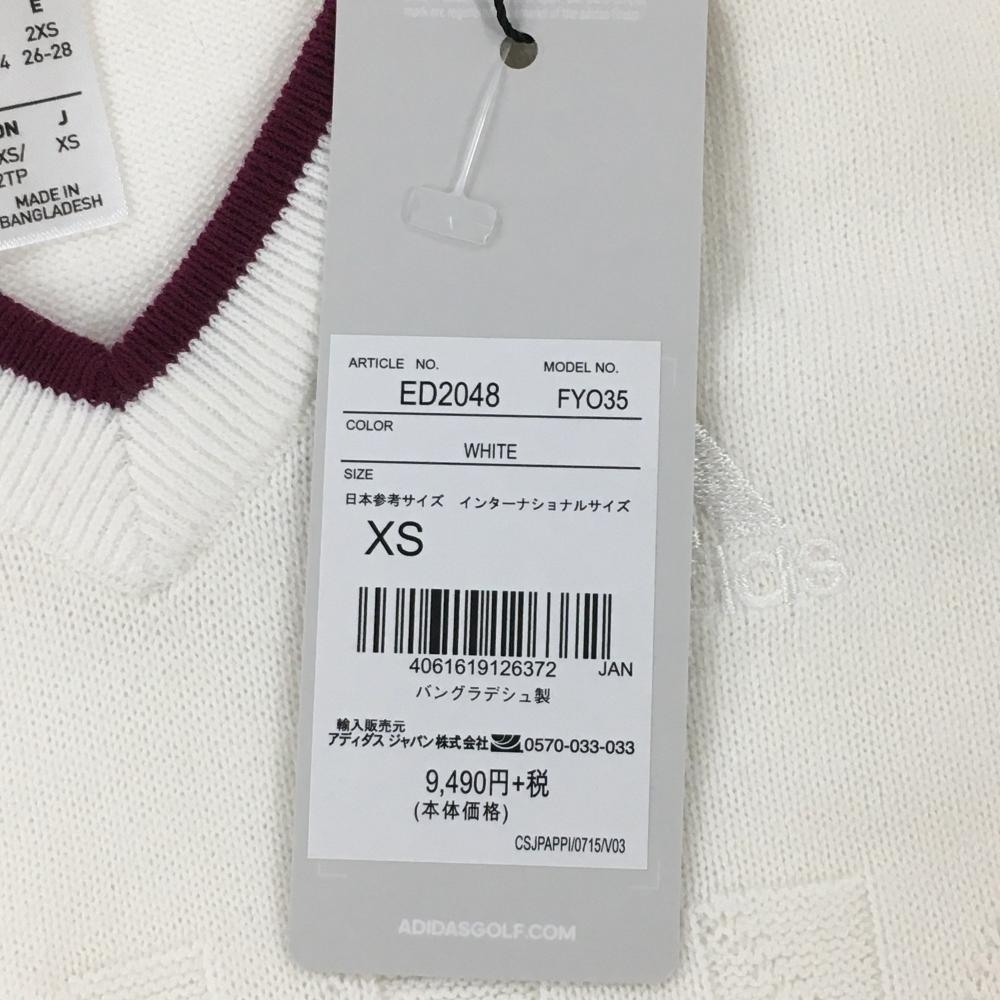 E
2XS
4 26-28
J
XS/ XS
2TP
MADE IN
BANGLADESH
ARTICLE NO. MODEL NO.
ED2048 FYO35
COLOR
WHITE
SIZE
日本参考サイズ インターナショナルサイズ
XS
4061619126372 JAN
バングラデシュ製
輸入販売元
アディダス ジャパン株式会社 0570-033-033
9,490円+税
(本体価格)
CSJPAPPI/0715/V03
ADIDASGOLF.COM
adidas